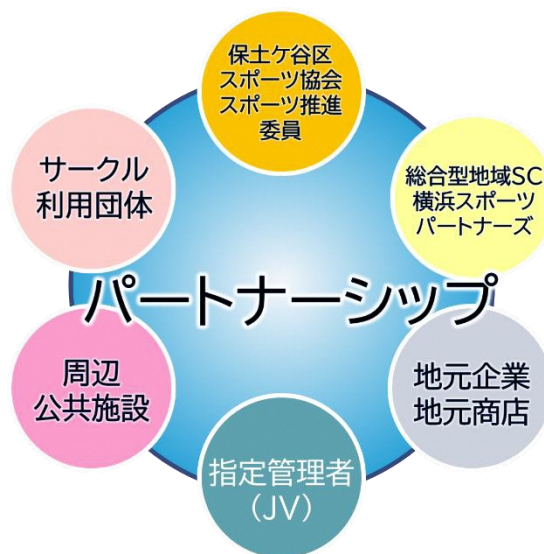 保土ケ谷区
スポーツ協会
スポーツ推進
委員
サークル
利用団体
総合型地域SC
横浜スポーツ
パートナーズ
パートナーシップ
周辺
公共施設
地元企業
地元商店
指定管理者
(JV)